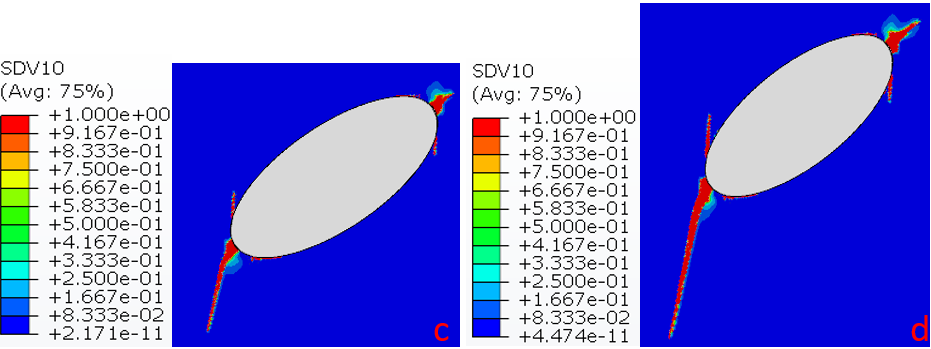 SDV10
(Avg: 75%)
+1.000e+00
+9.167e-01
+8.333e-01
+7.500e-01
+6.667e-01
+5.833e-01
+5.000e-01
+4.167e-01
+3.333e-01
+2.500e-01
+1.667e-01
+8.333e-02
+2.171e-11
c
SDV10
(Avg: 75%)
+1.000e+00
+9.167e-01
+8.333e-01
+7.500e-01
+6.667e-01
+5.833e-01
+5.000e-01
+4.167e-01
+3.333e-01
+2.500e-01
+1.667e-01
+8.333e-02
+4.474e-11
d